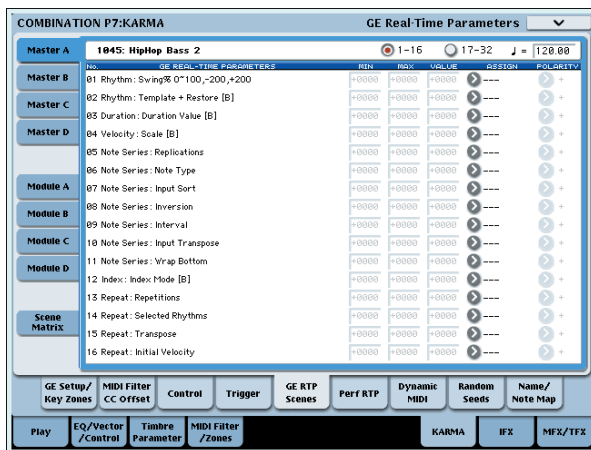 COMBINATION P7:KARMA GE Real-Time Parameters
Master A 1045: HipHop Bass 2 1-16 17-32 ♩ = 120.00
No. GE REAL-TIME PARAMETERS MIN MAX VALUE ASSIGN POLARITY
01 Rhythm: Swing% 0~100,-200,+200 +0000 +0000 +0000 --- +
Master B
02 Rhythm: Template + Restore [B] +0000 +0000 +0000 --- +
Master C
03 Duration: Duration Value [B] +0000 +0000 +0000 --- +
Master D
04 Velocity: Scale [B] +0000 +0000 +0000 --- +
05 Note Series: Replications +0000 +0000 +0000 --- +
06 Note Series: Note Type +0000 +0000 +0000 --- +
Module A
07 Note Series: Input Sort +0000 +0000 +0000 --- +
Module B
08 Note Series: Inversion +0000 +0000 +0000 --- +
09 Note Series: Interval +0000 +0000 +0000 --- +
Module C
10 Note Series: Input Transpose +0000 +0000 +0000 --- +
Module D
11 Note Series: Wrap Bottom +0000 +0000 +0000 --- +
12 Index: Index Mode [B] +0000 +0000 +0000 --- +
13 Repeat: Repetitions +0000 +0000 +0000 --- +
Scene
Matrix
14 Repeat: Selected Rhythms +0000 +0000 +0000 --- +
15 Repeat: Transpose +0000 +0000 +0000 --- +
16 Repeat: Initial Velocity +0000 +0000 +0000 --- +
GE Setup/ MIDI Filter Control Trigger GE RTP Perf RTP Dynamic Random Name/
Key Zones CC Offset Scenes MIDI Seeds Note Map
Play EQ/Vector Timbre MIDI Filter KARMA IFX MFX/TFX
/Control Parameter /Zones